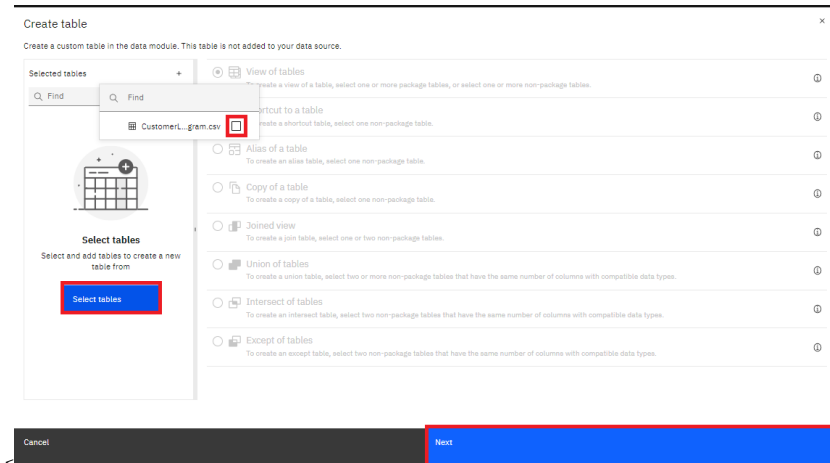 Create table
Create a custom table in the data module. This table is not added to your data source.
Selected tables
Find
Find
CustomerL...gram.csv
Select tables
Select and add tables to create a new
table from
Select tables
View of tables
To create a view of a table, select one or more package tables, or select one or more non-package tables.
ortcut to a table
reate a shortcut table, select one non-package table.
Alias of a table
To create an alias table, select one non-package table.
Copy of a table
To create a copy of a table, select one non-package table.
Joined view
To create a join table, select one or two non-package tables.
Union of tables
To create a union table, select two or more non-package tables that have the same number of columns with compatible data types.
Intersect of tables
To create an intersect table, select two non-package tables that have the same number of columns with compatible data types.
Except of tables
To create an except table, select two non-package tables that have the same number of columns with compatible data types.
Cancel
Next